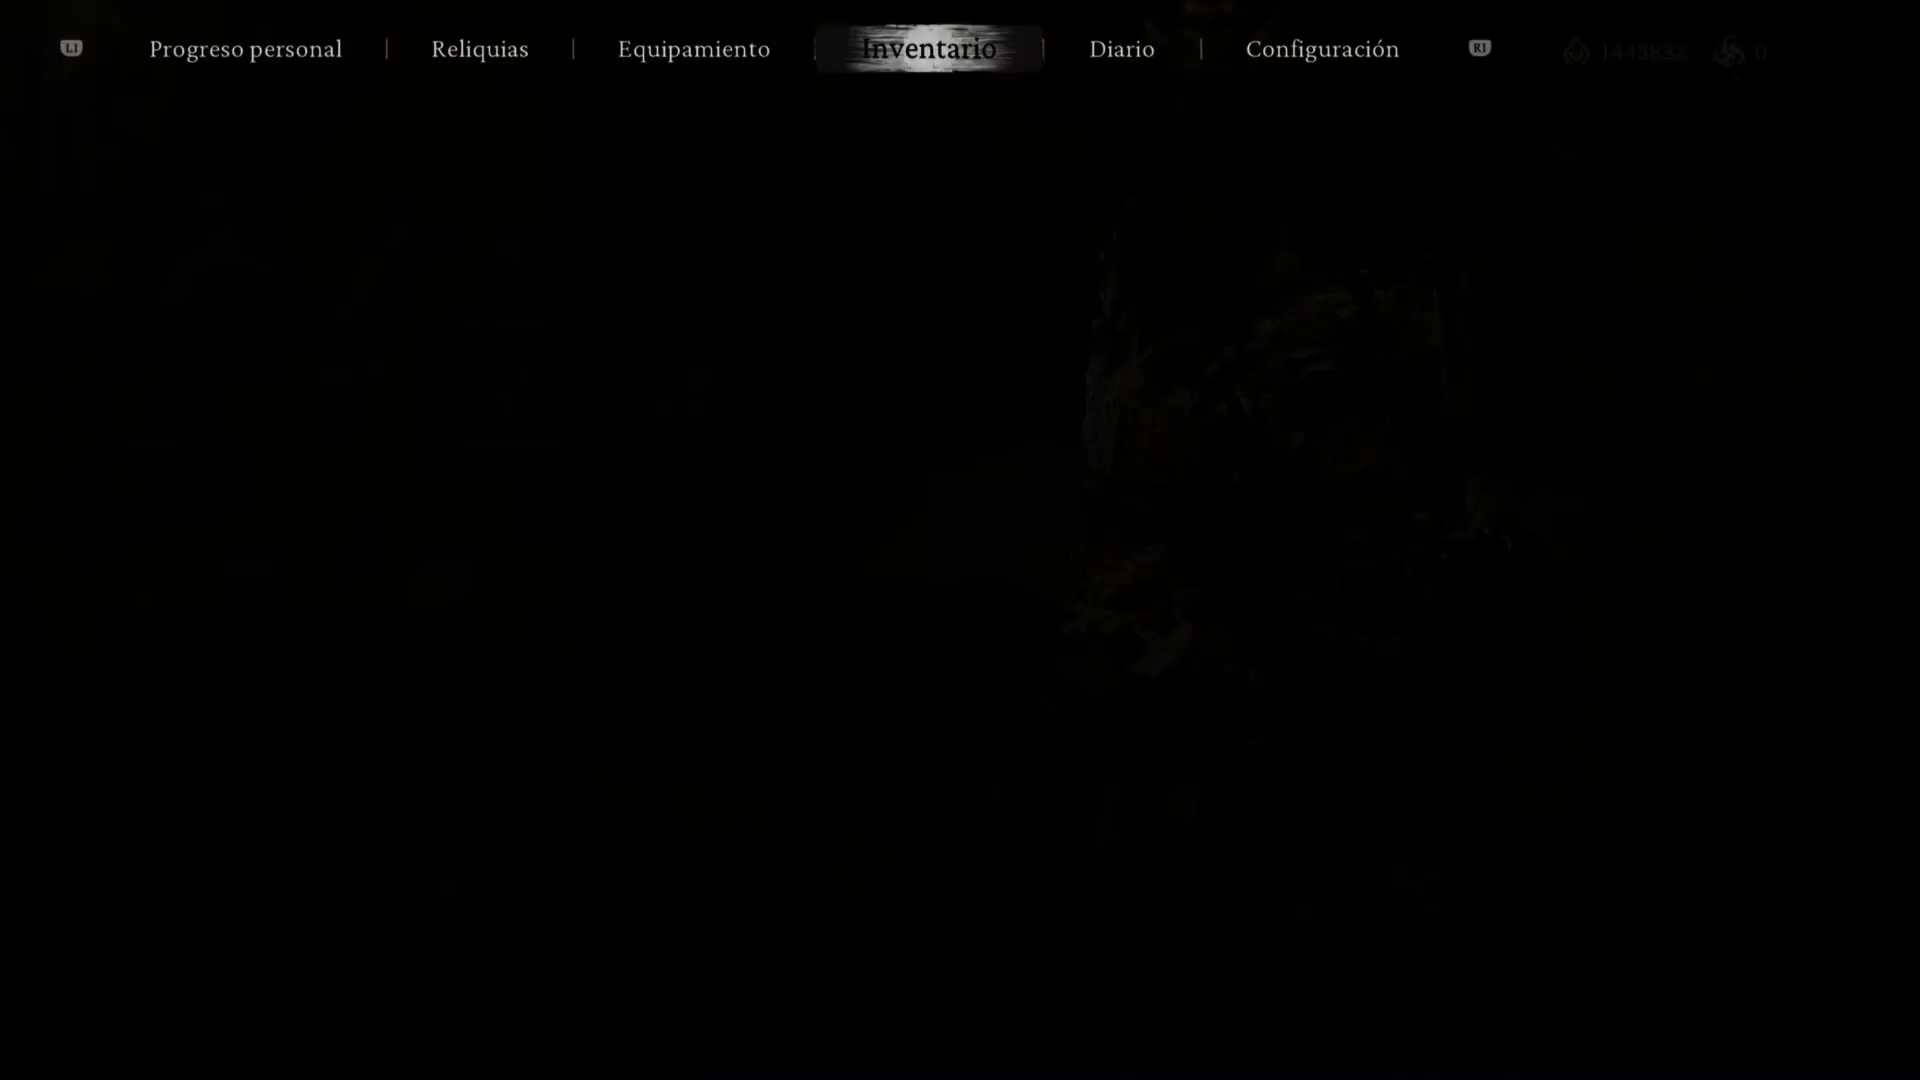 L1 Progreso personal | Reliquias | Equipamiento | Inventario | Diario | Configuración R1 0